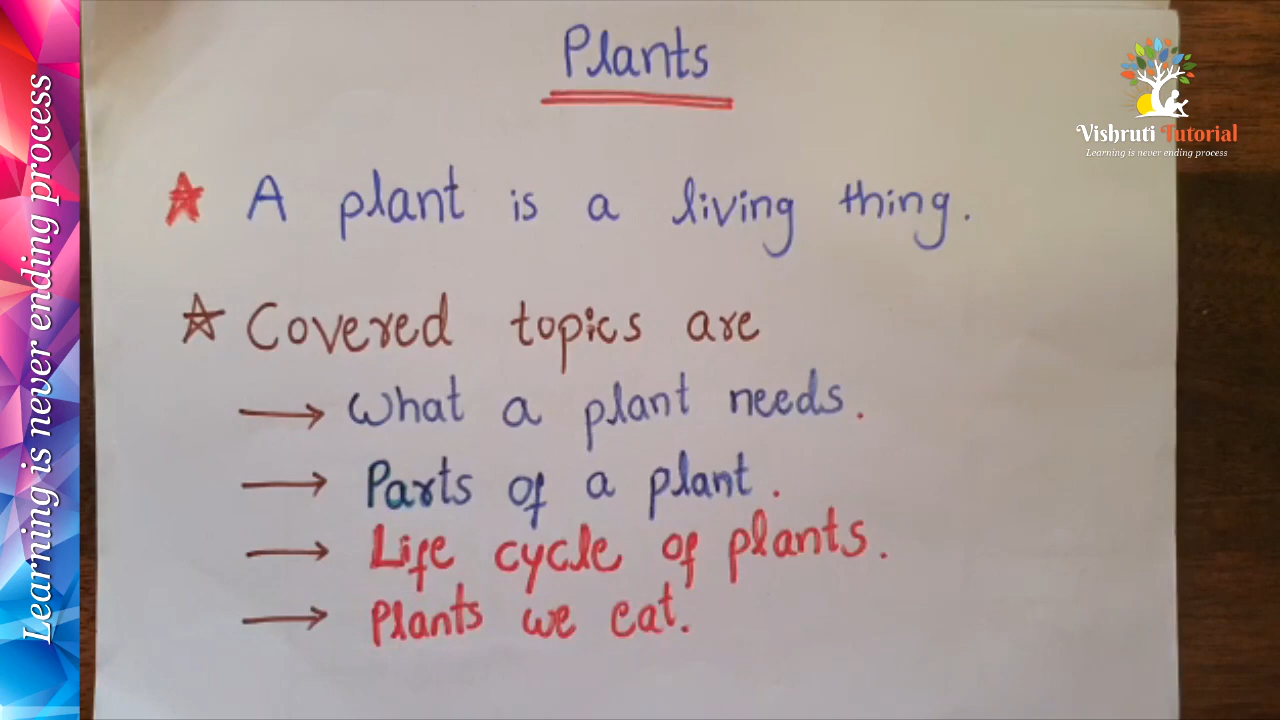 Plants
A plant is a living thing.
Covered topics are
→ What a plant needs.
→ Parts of a plant.
→ Life cycle of plants.
→ Plants we eat.
Vishruti Tutorial
Learning is never ending process
Learning is never ending process